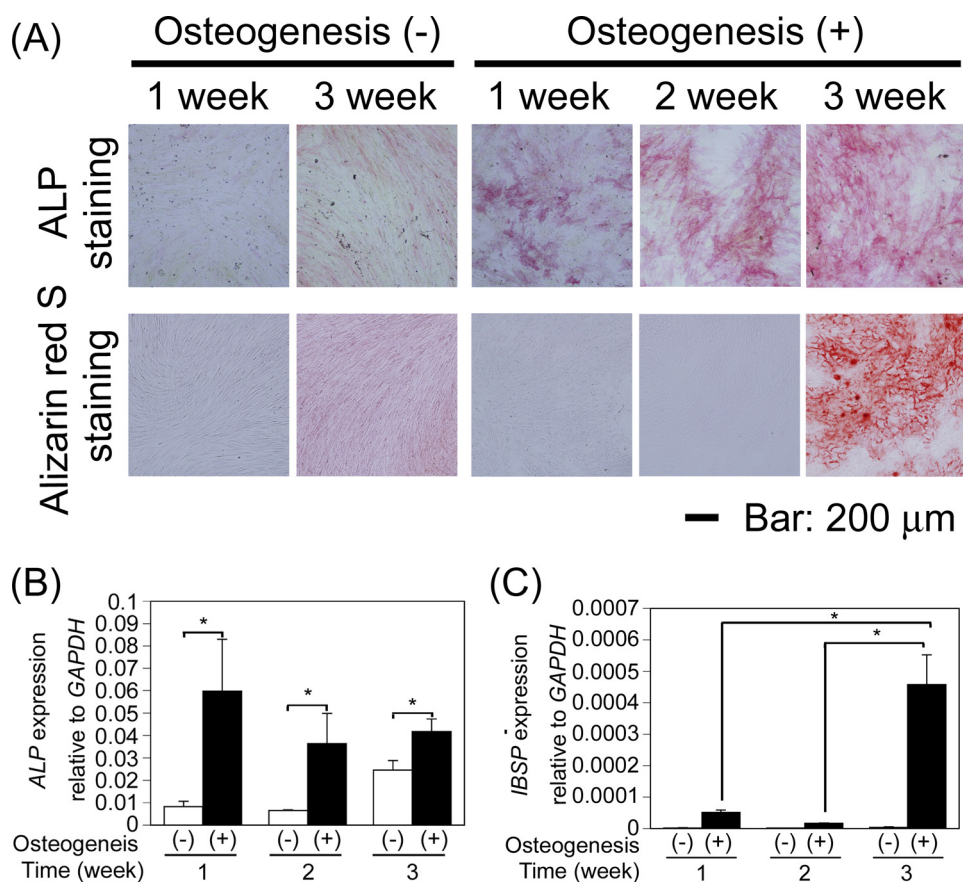 (A)
Osteogenesis (-)
Osteogenesis (+)
1 week
3 week
1 week
2 week
3 week
ALP
staining
Alizarin red S
staining
Bar: 200 μm
(B)
ALP expression
relative to GAPDH
0.1
0.09
0.08
0.07
0.06
0.05
0.04
0.03
0.02
0.01
0
*
*
*
Osteogenesis
(-) (+) (-) (+) (-) (+)
Time (week)
1 2 3
(C)
IBSP expression
relative to GAPDH
0.0007
0.0006
0.0005
0.0004
0.0003
0.0002
0.0001
0
*
*
Osteogenesis
(-) (+) (-) (+) (-) (+)
Time (week)
1 2 3